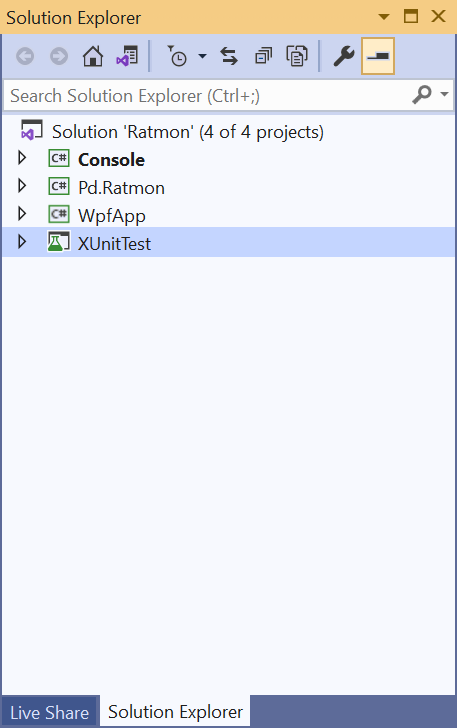 Solution Explorer
Search Solution Explorer (Ctrl+;)
Solution 'Ratmon' (4 of 4 projects)
C# Console
C# Pd.Ratmon
C# WpfApp
XUnitTest
Live Share Solution Explorer